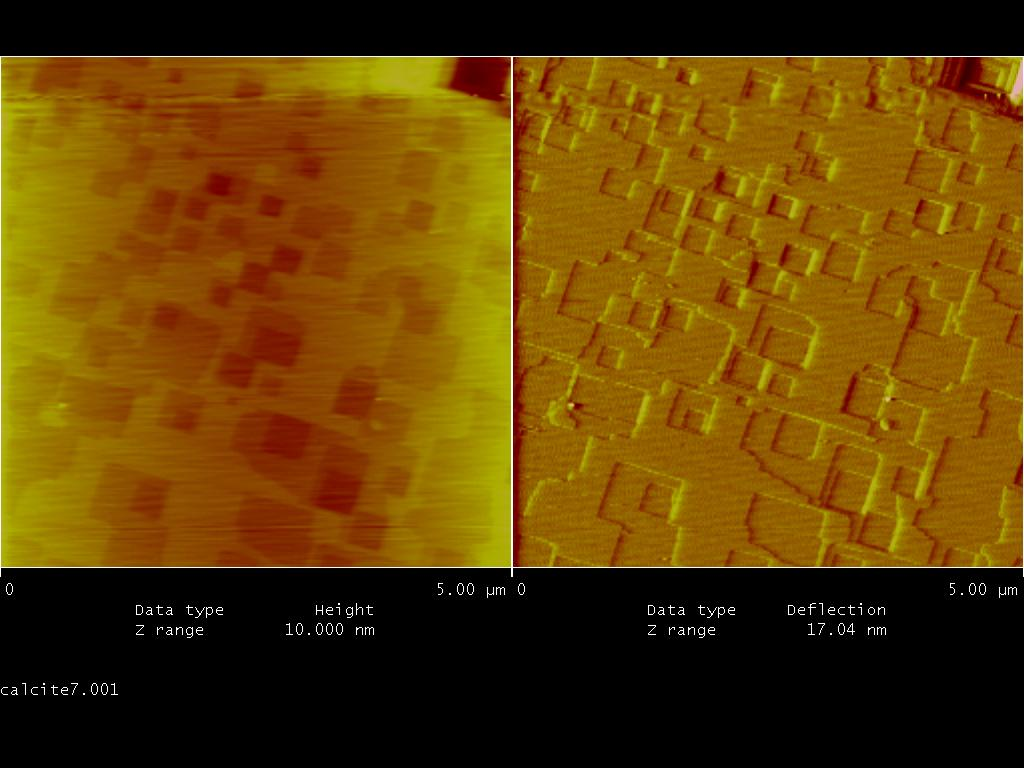 0 5.00 µm 0 5.00 µm
Data type Height Data type Deflection
Z range 10.000 nm Z range 17.04 nm
calcite7.001